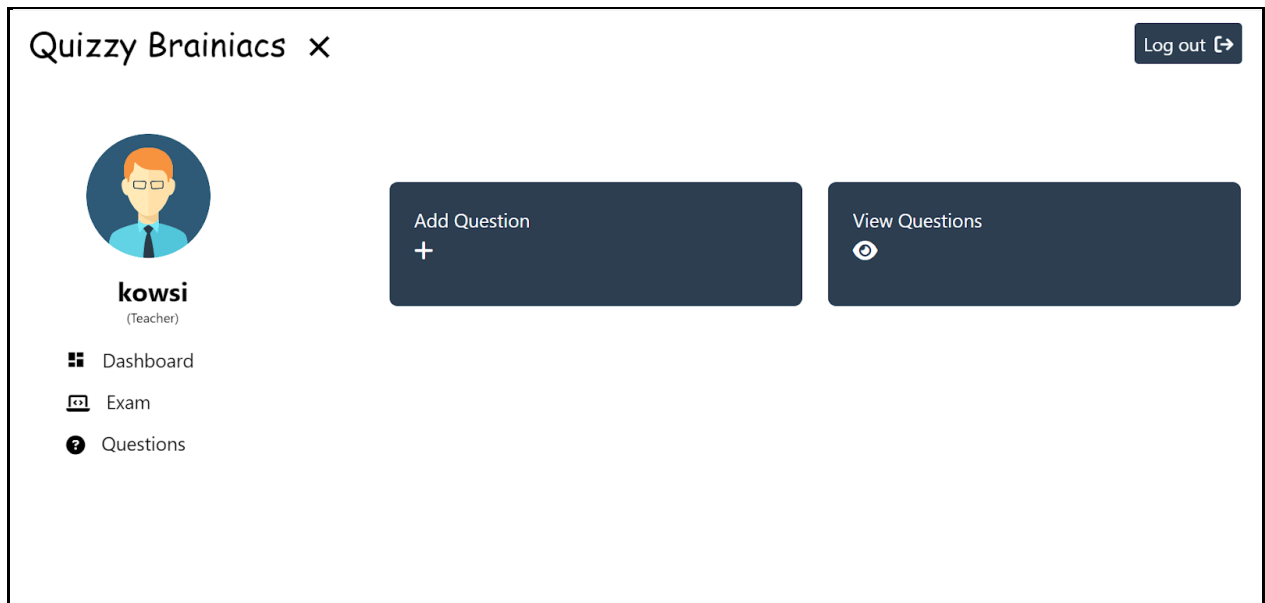 Quizzy Brainiacs
Log out
kowsi
(Teacher)
Dashboard
Exam
Questions
Add Question
View Questions